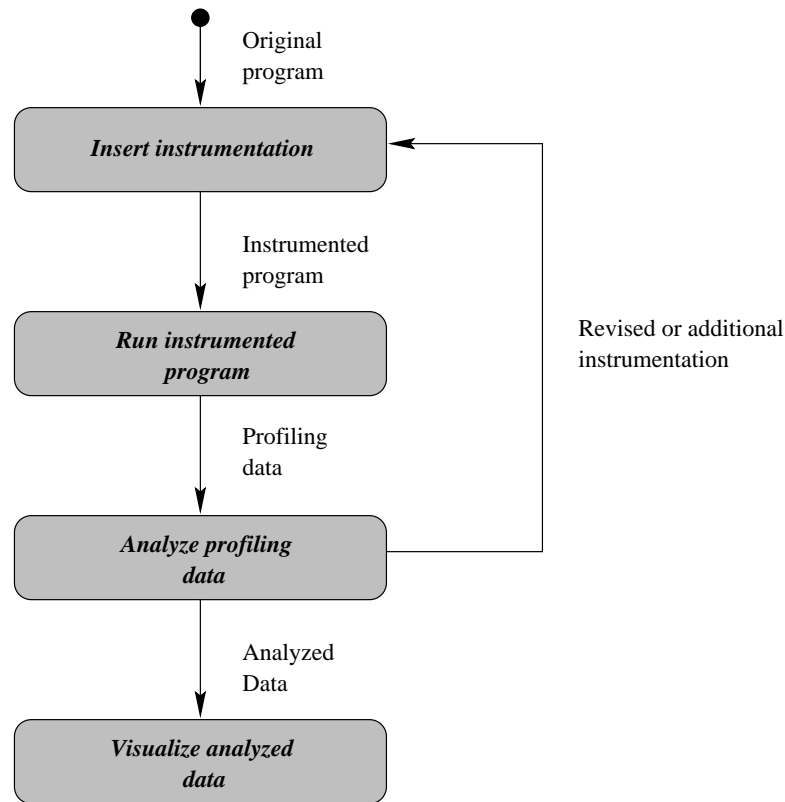 Original
program
Insert instrumentation
Instrumented
program
Run instrumented
program
Revised or additional
instrumentation
Profiling
data
Analyze profiling
data
Analyzed
Data
Visualize analyzed
data